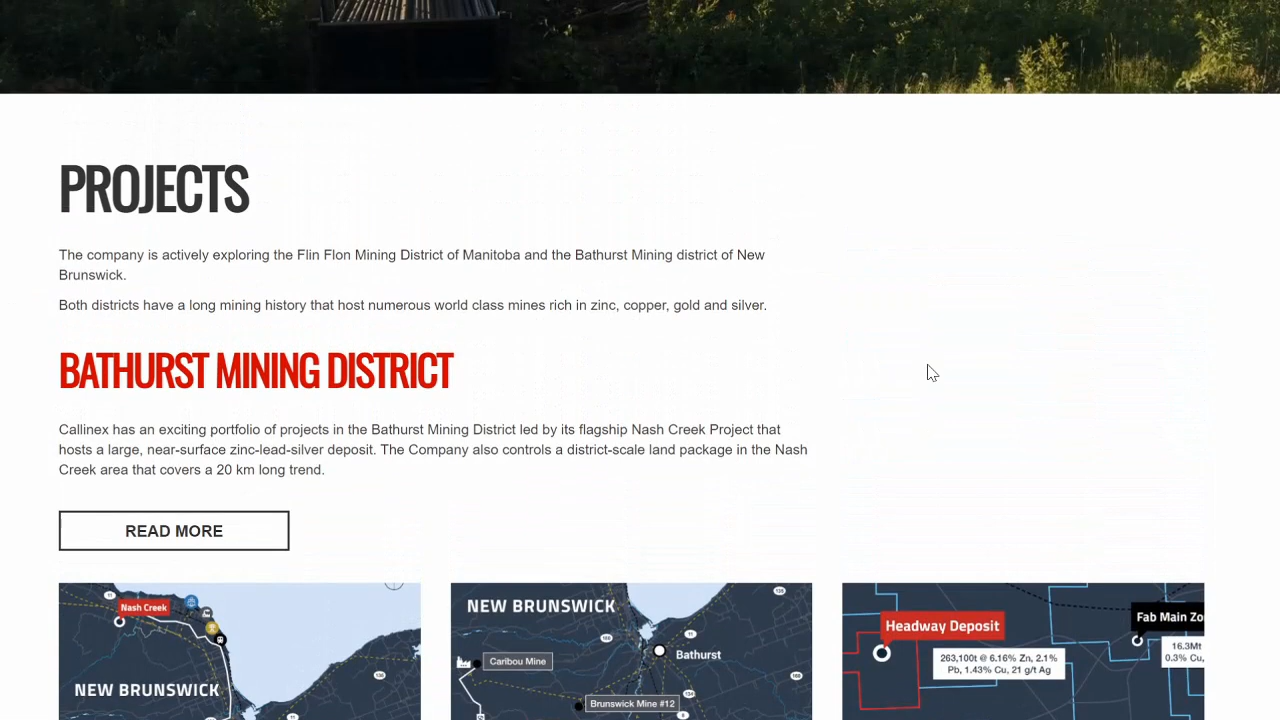 PROJECTS
The company is actively exploring the Flin Flon Mining District of Manitoba and the Bathurst Mining district of New
Brunswick.
Both districts have a long mining history that host numerous world class mines rich in zinc, copper, gold and silver.
BATHURST MINING DISTRICT
Callinex has an exciting portfolio of projects in the Bathurst Mining District led by its flagship Nash Creek Project that
hosts a large, near-surface zinc-lead-silver deposit. The Company also controls a district-scale land package in the Nash
Creek area that covers a 20 km long trend.
READ MORE
11
Nash Creek
NEW BRUNSWICK
11
NEW BRUNSWICK
11
Bathurst
Caribou Mine
Brunswick Mine #12
134
8
Headway Deposit
263,100t @ 6.16% Zn, 2.1%
Pb, 1.43% Cu, 21 g/t Ag
Fab Main Zo
16.3Mt
0.3% Cu,